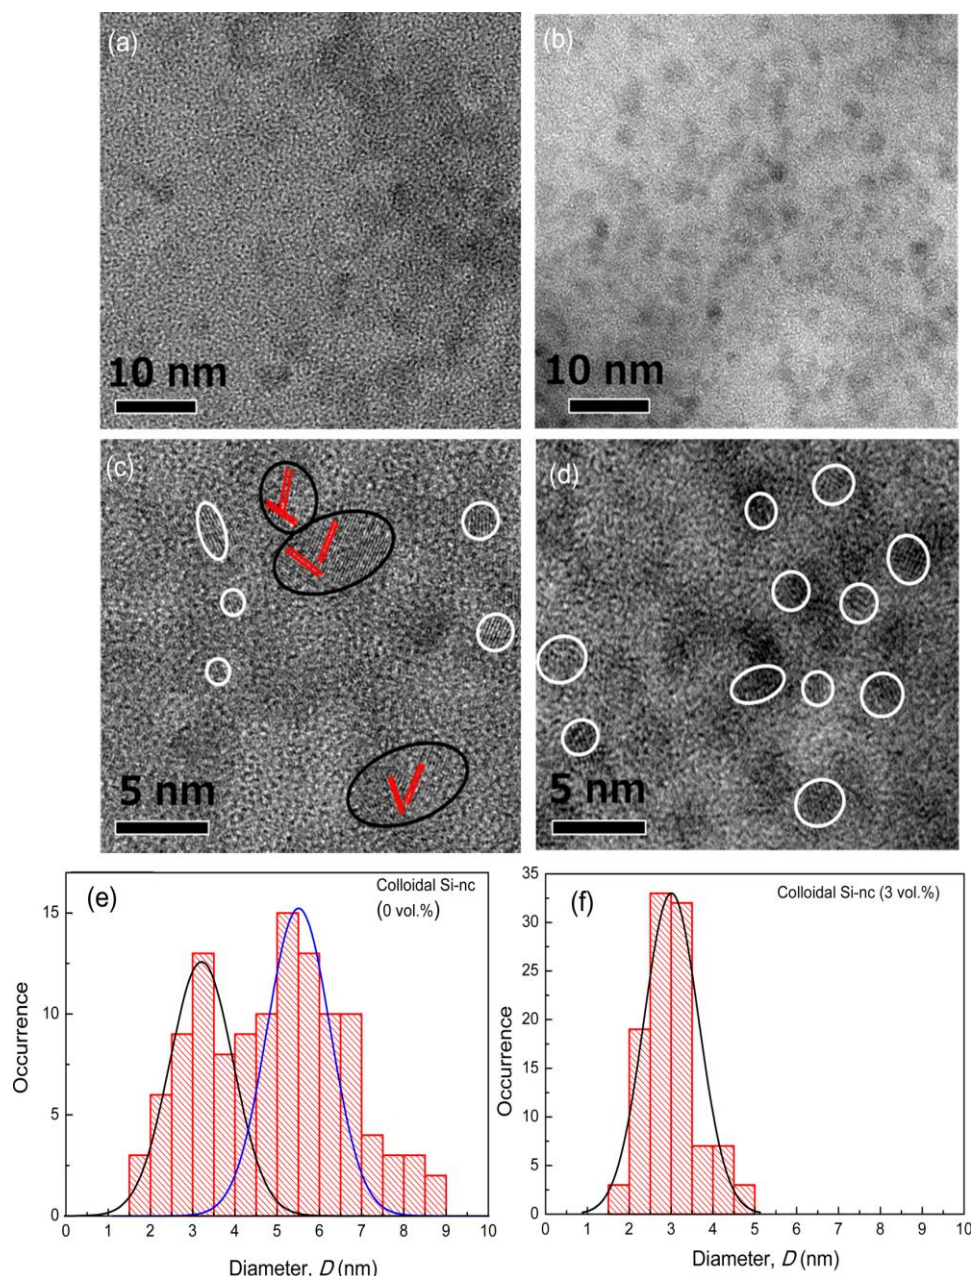 (a)
10 nm
(b)
10 nm
(c)
5 nm
(d)
5 nm
(e)
Colloidal Si-nc
(0 vol.%)
15
10
5
0
Occurrence
0 1 2 3 4 5 6 7 8 9 10
Diameter, D (nm)
(f)
Colloidal Si-nc (3 vol.%)
35
30
25
20
15
10
5
0
Occurrence
0 1 2 3 4 5 6 7 8 9 10
Diameter, D (nm)